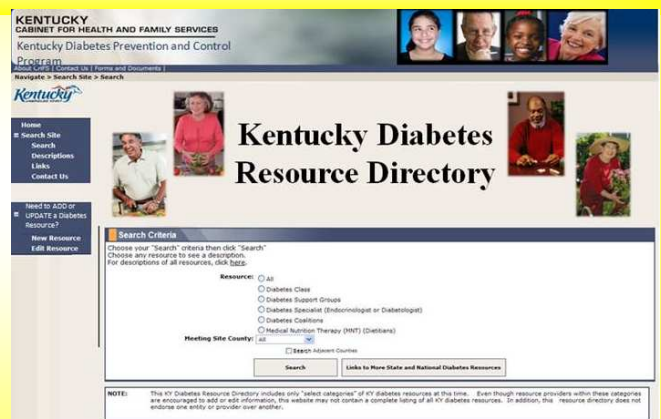 KENTUCKY
CABINET FOR HEALTH AND FAMILY SERVICES
Kentucky Diabetes Prevention and Control
Program
About CHFS | Contact Us | Forms and Documents |
Navigate > Search Site > Search
Kentucky
Home
Search Site
Search
Descriptions
Links
Contact Us
Need to ADD or
UPDATE a Diabetes
Resource?
New Resource
Edit Resource
Kentucky Diabetes
Resource Directory
Search Criteria
Choose your "Search" criteria then click "Search"
Choose any resource to see a description.
For descriptions of all resources, click here.
Resource: All
Diabetes Class
Diabetes Support Groups
Diabetes Specialist (Endocrinologist or Diabetologist)
Diabetes Coalitions
Medical Nutrition Therapy (MNT) (Dietitians)
Meeting Site County: All
Search Adjacent Counties
Search Links to More State and National Diabetes Resources
NOTE: This KY Diabetes Resource Directory includes only "select categories" of KY diabetes resources at this time. Even though resource providers within these categories
are encouraged to add or edit information, this website may not contain a complete listing of all KY diabetes resources. In addition, this resource directory does not
endorse one entity or provider over another.